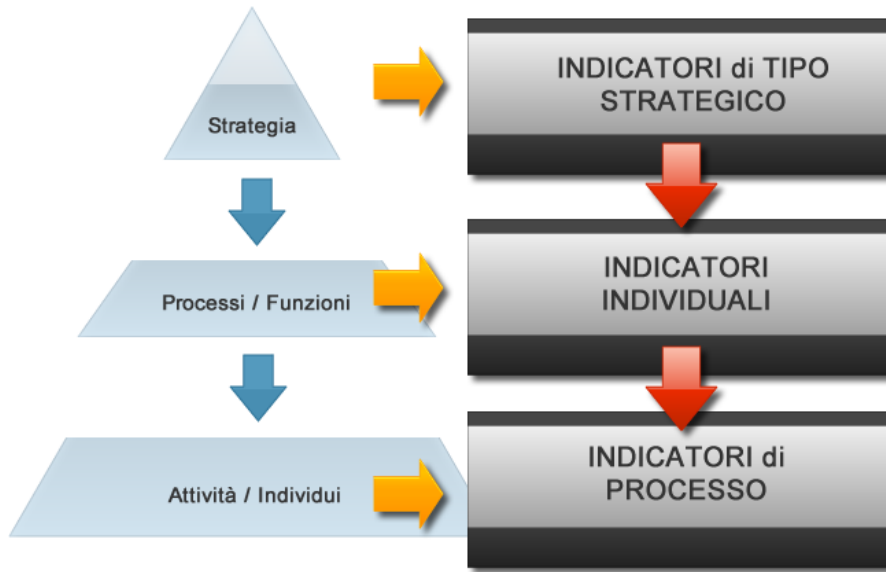 Strategia
INDICATORI di TIPO
STRATEGICO
Processi / Funzioni
INDICATORI
INDIVIDUALI
Attività / Individui
INDICATORI di
PROCESSO